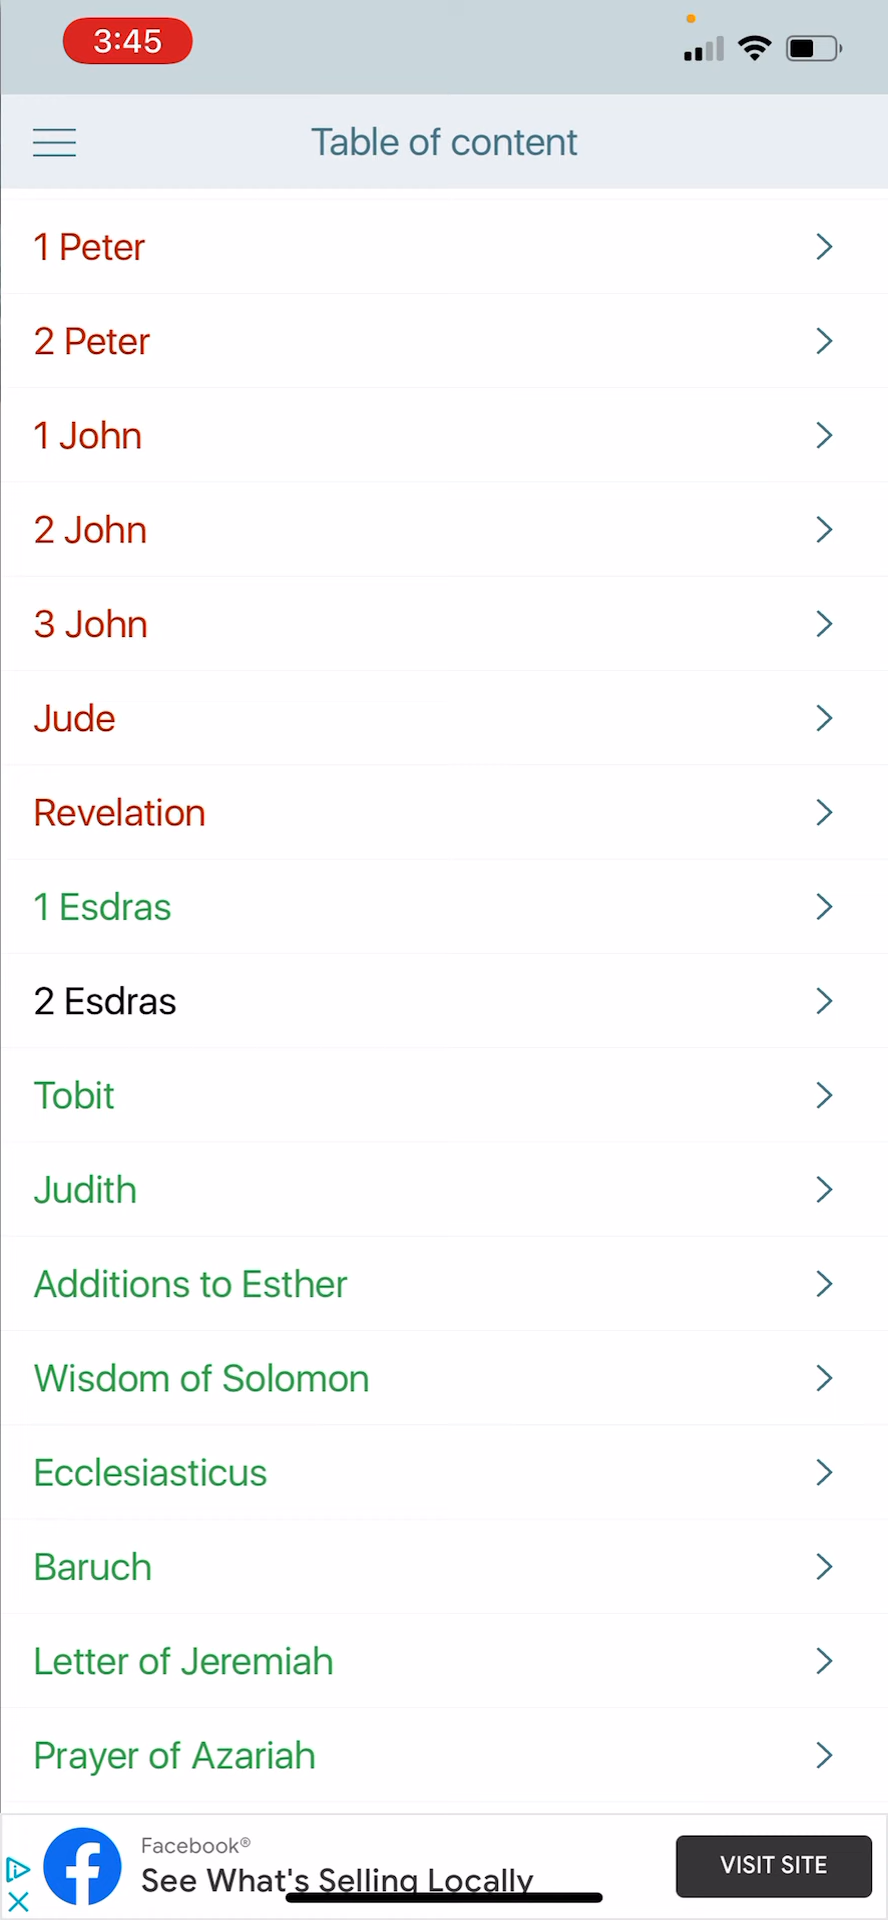 3:45
Table of content
1 Peter
2 Peter
1 John
2 John
3 John
Jude
Revelation
1 Esdras
2 Esdras
Tobit
Judith
Additions to Esther
Wisdom of Solomon
Ecclesiasticus
Baruch
Letter of Jeremiah
Prayer of Azariah
Facebook®
See What's Selling Locally
VISIT SITE